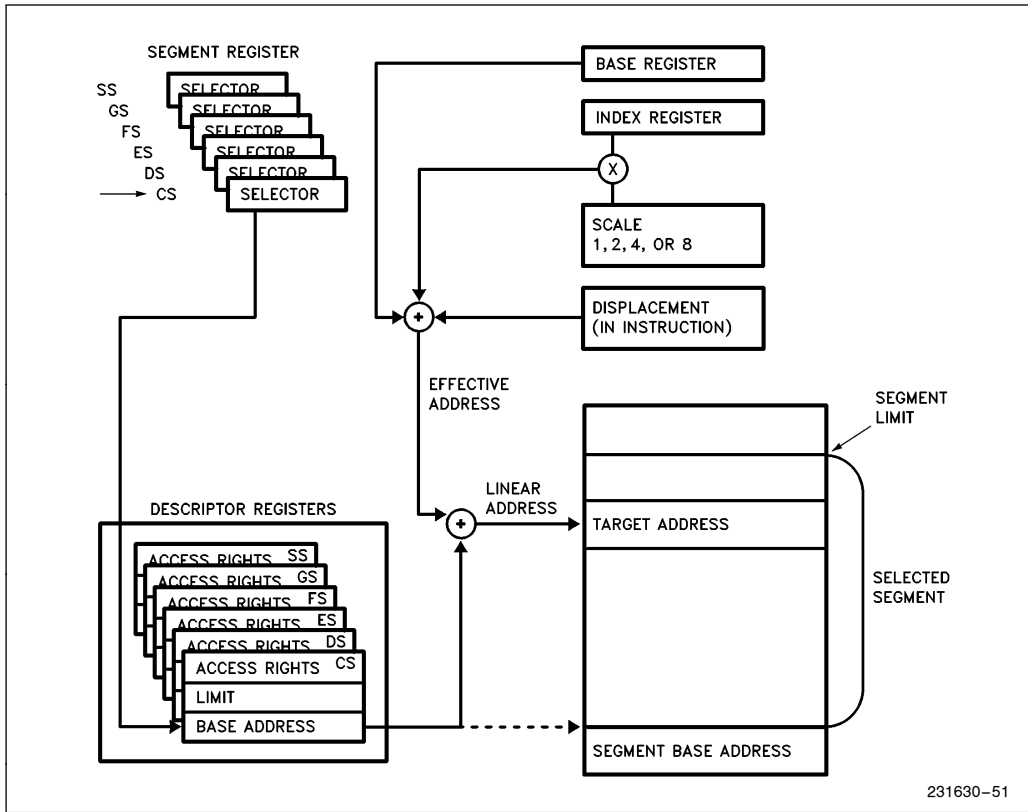 SEGMENT REGISTER
SS
SELECTOR
GS
SELECTOR
FS
SELECTOR
ES
SELECTOR
DS
SELECTOR
CS
SELECTOR
BASE REGISTER
INDEX REGISTER
X
SCALE
1, 2, 4, OR 8
DISPLACEMENT
(IN INSTRUCTION)
+
EFFECTIVE
ADDRESS
SEGMENT
LIMIT
LINEAR
ADDRESS
+
TARGET ADDRESS
SELECTED
SEGMENT
SEGMENT BASE ADDRESS
DESCRIPTOR REGISTERS
ACCESS RIGHTS SS
ACCESS RIGHTS GS
ACCESS RIGHTS FS
ACCESS RIGHTS ES
ACCESS RIGHTS DS
ACCESS RIGHTS CS
LIMIT
BASE ADDRESS
231630–51